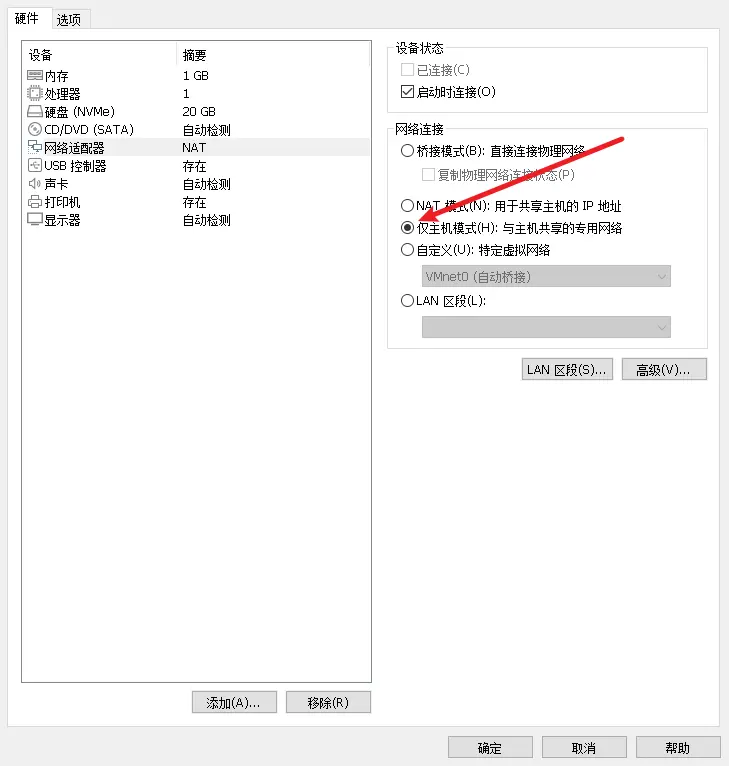 硬件 选项
设备 摘要
内存 1 GB
处理器 1
硬盘 (NVMe) 20 GB
CD/DVD (SATA) 自动检测
网络适配器 NAT
USB 控制器 存在
声卡 自动检测
打印机 存在
显示器 自动检测
添加(A)... 移除(R)
设备状态
已连接(C)
启动时连接(O)
网络连接
桥接模式(B): 直接连接物理网络
复制物理网络连接状态(P)
NAT 模式(N): 用于共享主机的 IP 地址
仅主机模式(H): 与主机共享的专用网络
自定义(U): 特定虚拟网络
VMnet0 (自动桥接)
LAN 区段(L):
LAN 区段(S)... 高级(V)...
确定 取消 帮助